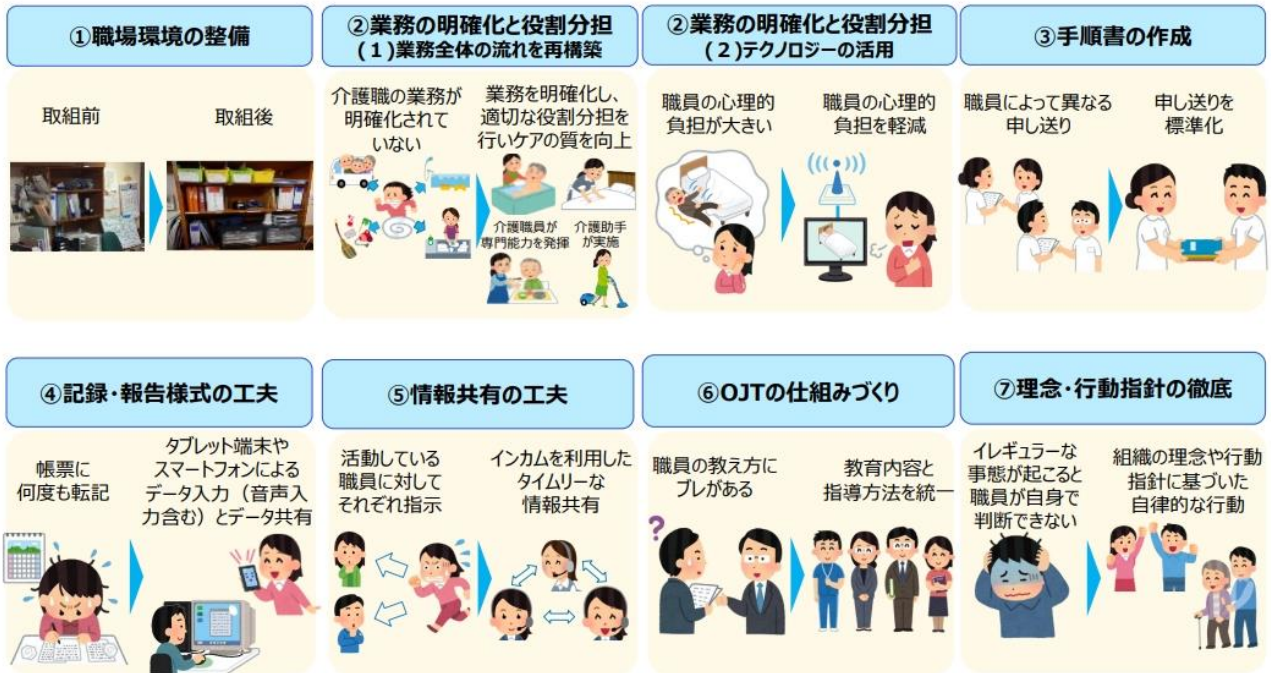 ①職場環境の整備
取組前
取組後
②業務の明確化と役割分担
(1)業務全体の流れを再構築
介護職の業務が
明確化されて
いない
業務を明確化し、
適切な役割分担を
行いケアの質を向上
介護職員が
専門能力を発揮
介護助手
が実施
②業務の明確化と役割分担
(2)テクノロジーの活用
職員の心理的
負担が大きい
職員の心理的
負担を軽減
③手順書の作成
職員によって異なる
申し送り
申し送りを
標準化
④記録・報告様式の工夫
帳票に
何度も転記
タブレット端末や
スマートフォンによる
データ入力（音声入
力含む）とデータ共有
⑤情報共有の工夫
活動している
職員に対して
それぞれ指示
インカムを利用した
タイムリーな
情報共有
⑥OJTの仕組みづくり
職員の教え方に
ブレがある
教育内容と
指導方法を統一
⑦理念・行動指針の徹底
イレギュラーな
事態が起こると
職員が自身で
判断できない
組織の理念や行動
指針に基づいた
自律的な行動